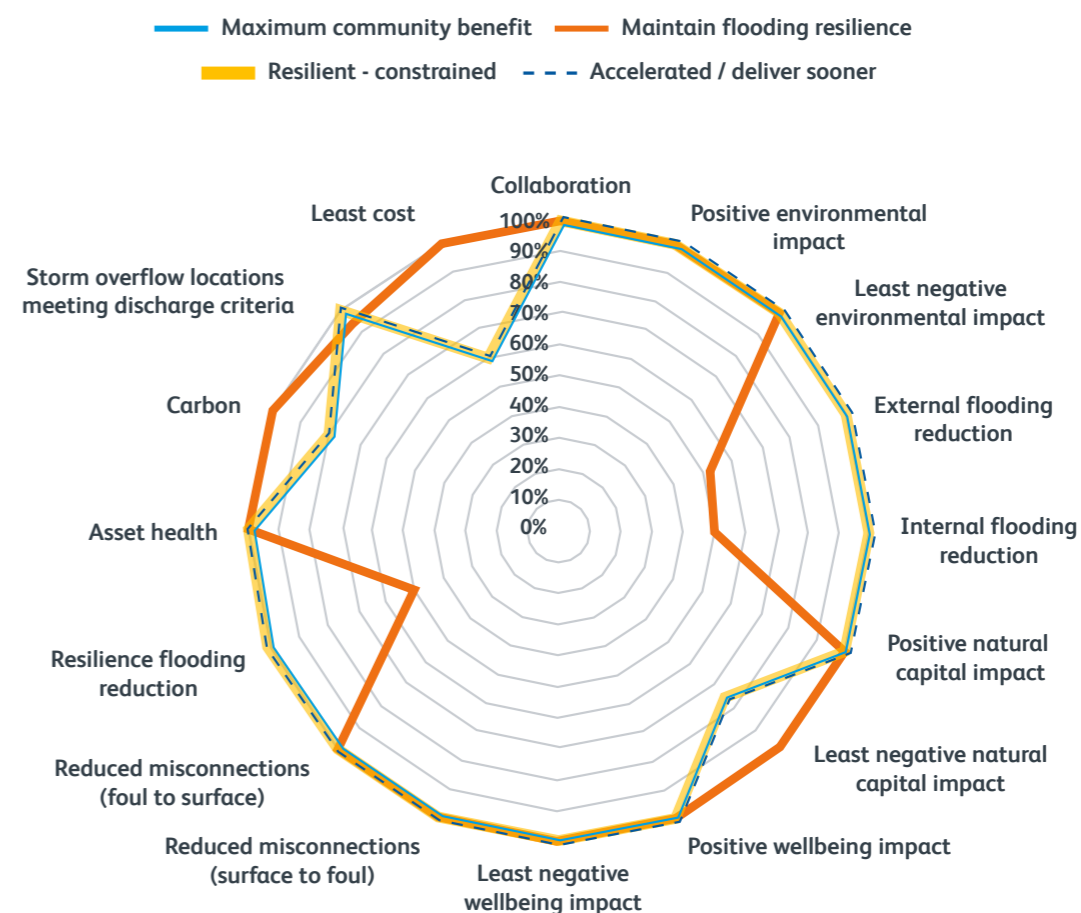 Maximum community benefit
Maintain flooding resilience
Resilient - constrained
Accelerated / deliver sooner
Collaboration
Positive environmental
impact
Least negative
environmental impact
External flooding
reduction
Internal flooding
reduction
Positive natural
capital impact
Least negative natural
capital impact
Positive wellbeing impact
Least negative
wellbeing impact
Reduced misconnections
(surface to foul)
Reduced misconnections
(foul to surface)
Resilience flooding
reduction
Asset health
Carbon
Storm overflow locations
meeting discharge criteria
Least cost
100%
90%
80%
70%
60%
50%
40%
30%
20%
10%
0%